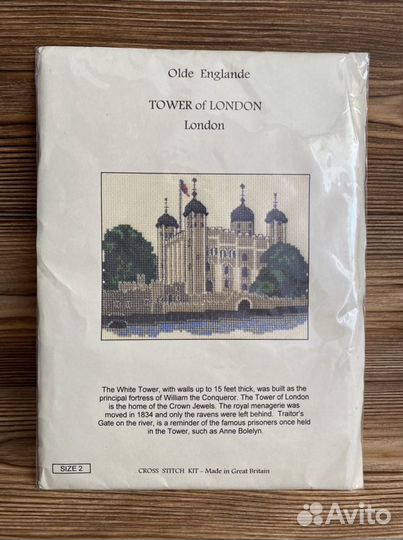 Olde Englande
TOWER of LONDON
London
The White Tower, with walls up to 15 feet thick, was built as the
principal fortress of William the Conqueror. The Tower of London
is the home of the Crown Jewels. The royal menagerie was
moved in 1834 and only the ravens were left behind. Traitor's
Gate on the river, is a reminder of the famous prisoners once held
in the Tower, such as Anne Bolelyn.
SIZE 2
CROSS STITCH KIT ~ Made in Great Britain
Avito